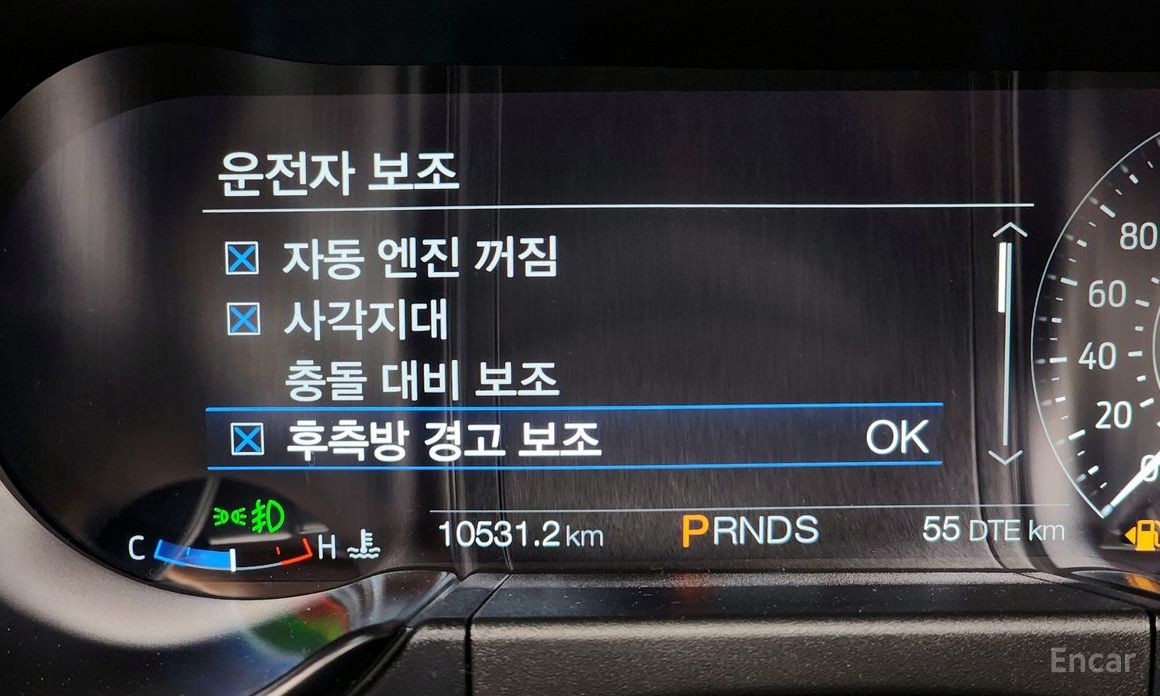 운전자 보조
자동 엔진 꺼짐
사각지대
충돌 대비 보조
후측방 경고 보조 OK
80
60
40
20
0
C H
10531.2 km PRNDS 55 DTE km
Encar